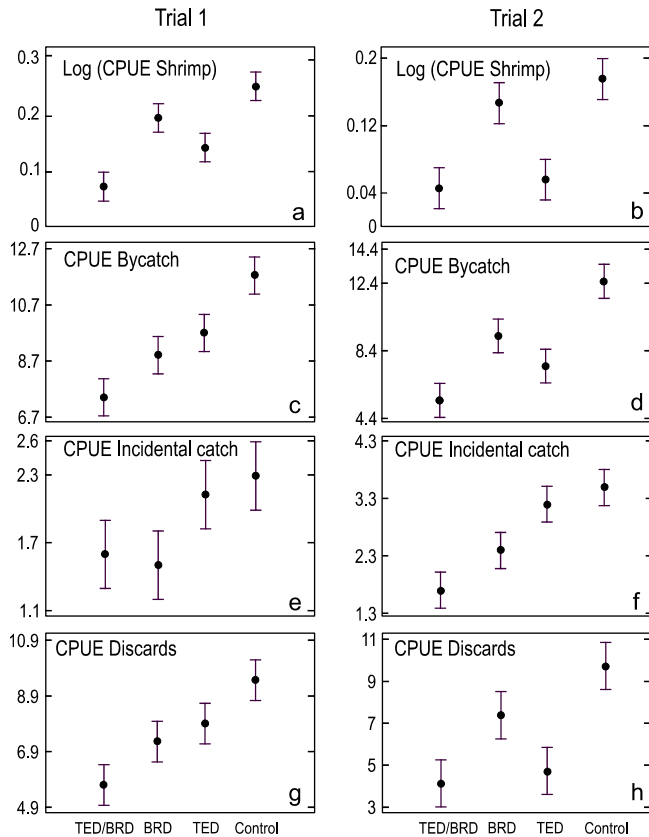 Trial 1
Trial 2
0.3
Log (CPUE Shrimp)
0.2
0.1
0
a
0.2
Log (CPUE Shrimp)
0.12
0.04
0
b
12.7
CPUE Bycatch
10.7
8.7
6.7
c
14.4
CPUE Bycatch
12.4
8.4
4.4
d
2.6
CPUE Incidental catch
2.3
1.7
1.1
e
4.3
CPUE Incidental catch
3.3
2.3
1.3
f
10.9
CPUE Discards
8.9
6.9
4.9
g
11
CPUE Discards
9
7
5
3
h
TED/BRD BRD TED Control
TED/BRD BRD TED Control